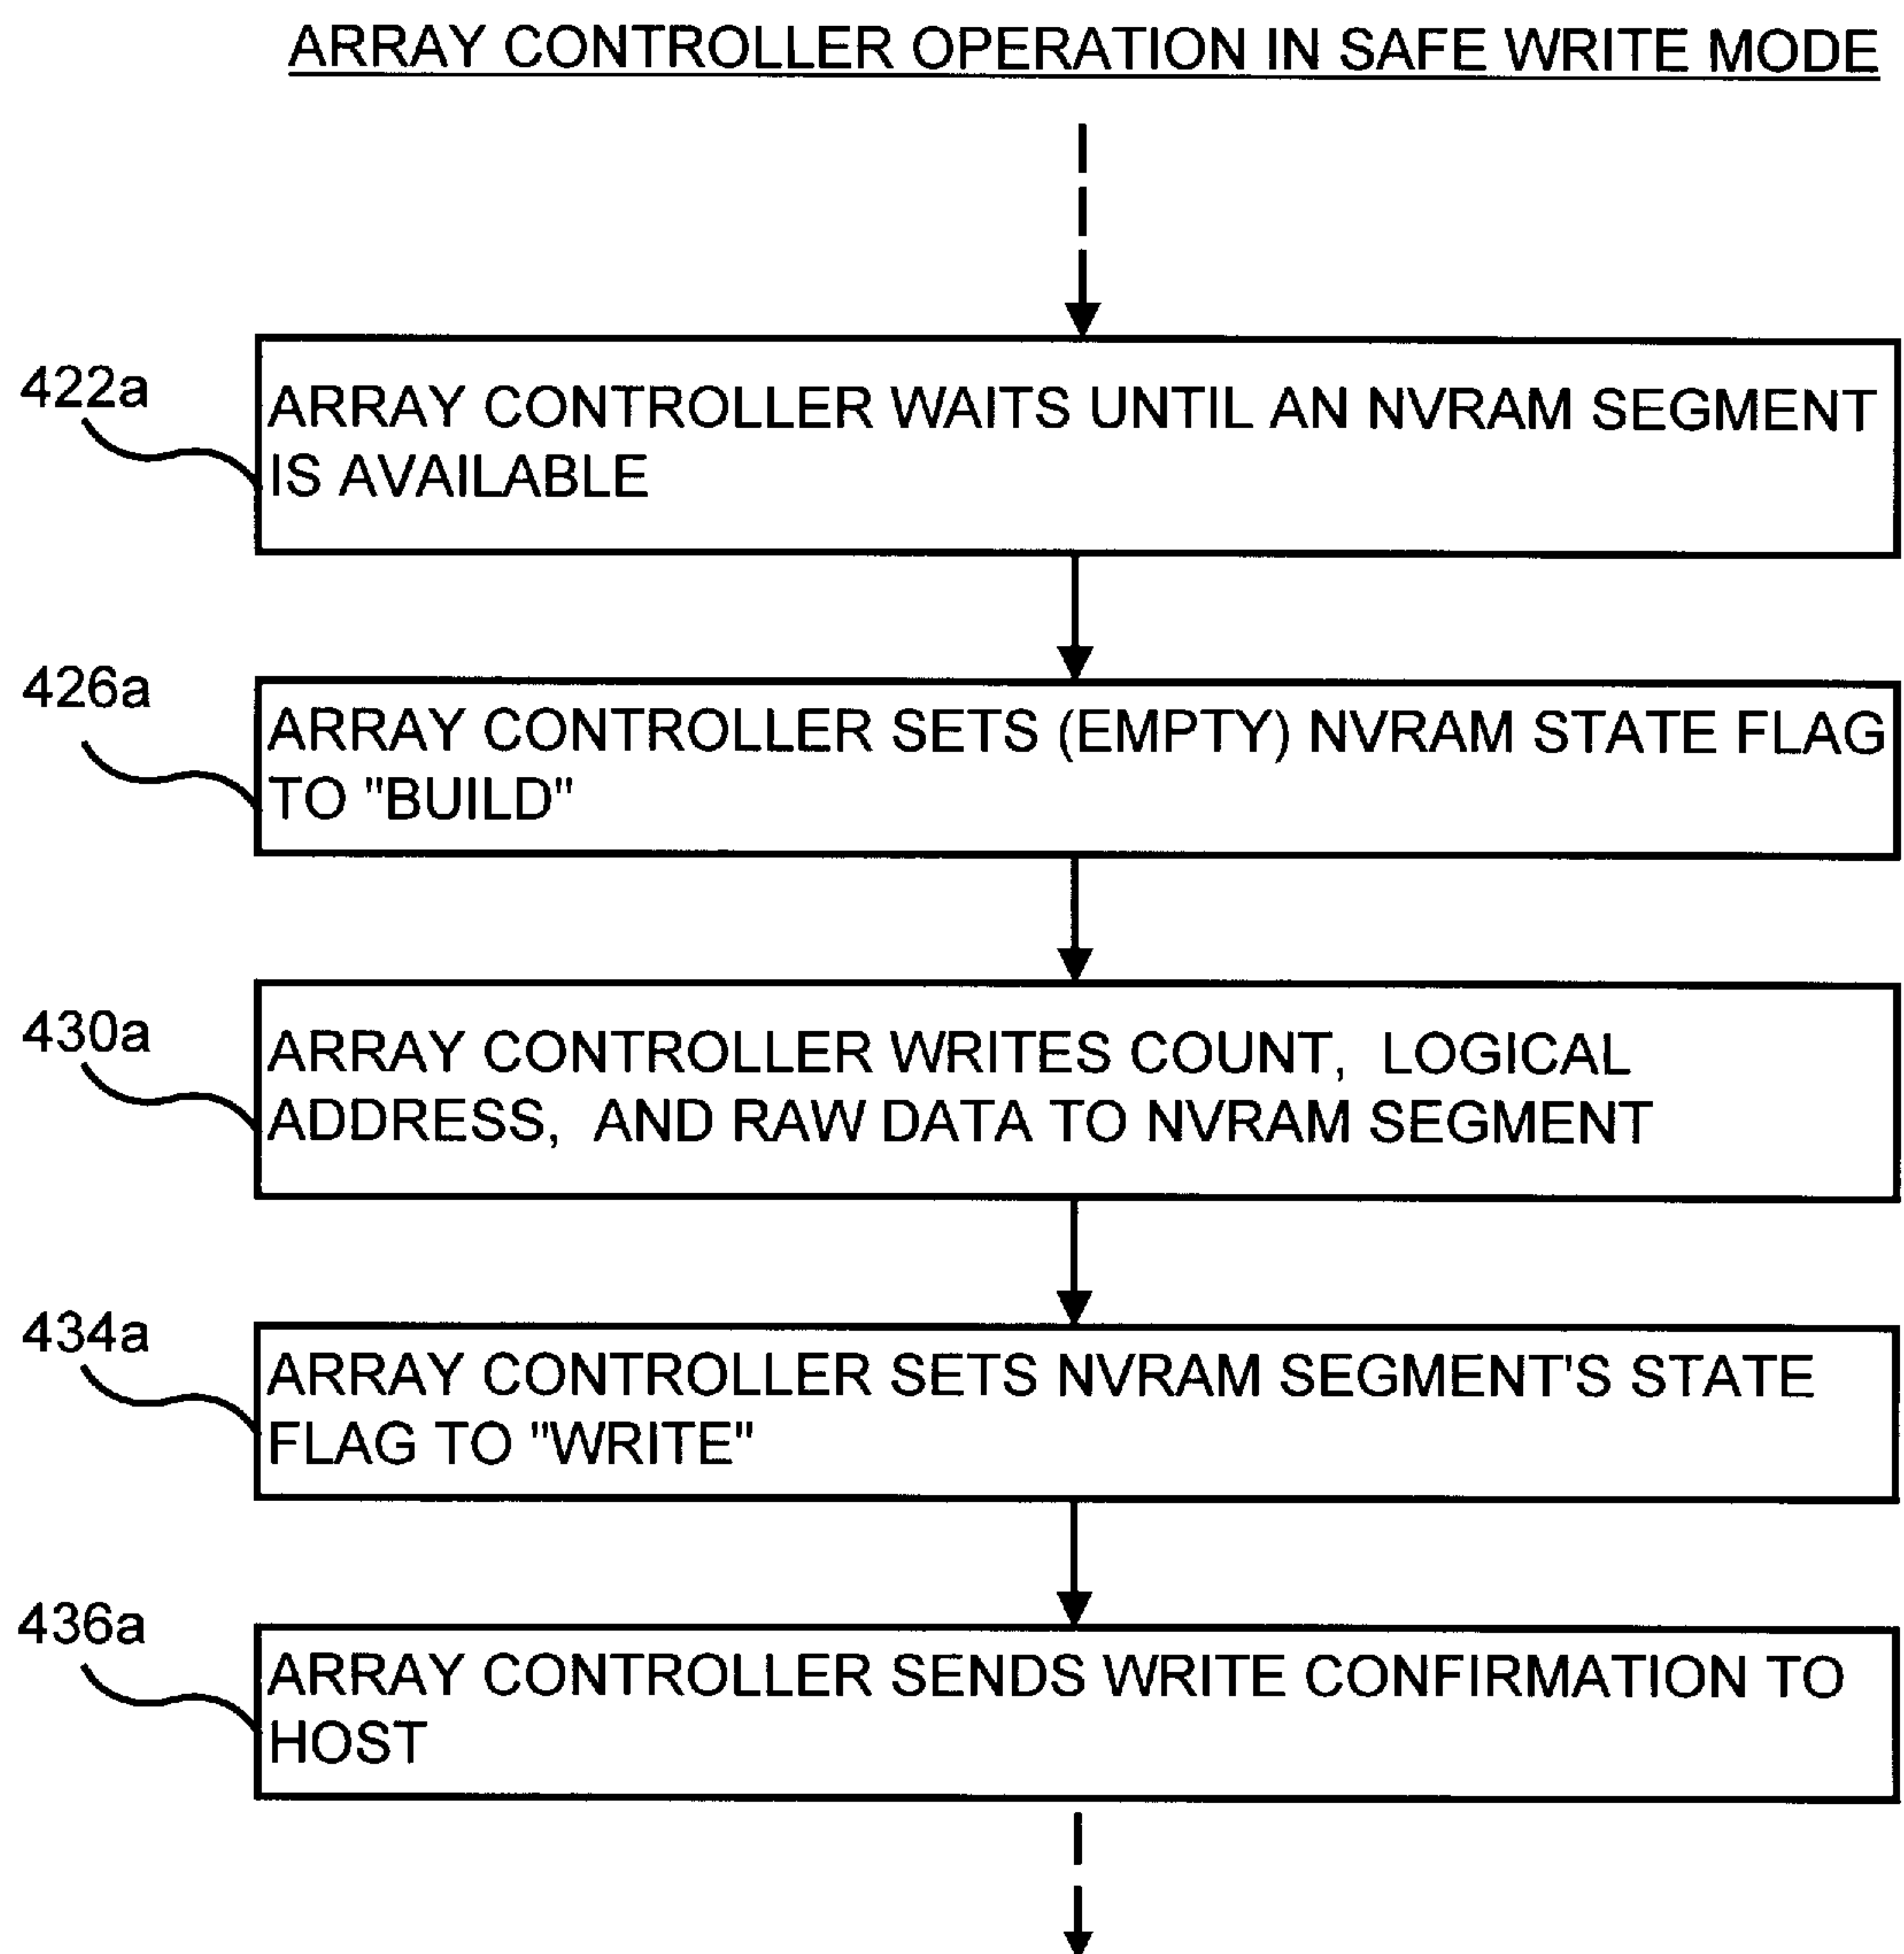 ARRAY CONTROLLER OPERATION IN SAFE WRITE MODE
422a
ARRAY CONTROLLER WAITS UNTIL AN NVRAM SEGMENT
IS AVAILABLE
426a
ARRAY CONTROLLER SETS (EMPTY) NVRAM STATE FLAG
TO "BUILD"
430a
ARRAY CONTROLLER WRITES COUNT, LOGICAL
ADDRESS, AND RAW DATA TO NVRAM SEGMENT
434a
ARRAY CONTROLLER SETS NVRAM SEGMENT'S STATE
FLAG TO "WRITE"
436a
ARRAY CONTROLLER SENDS WRITE CONFIRMATION TO
HOST